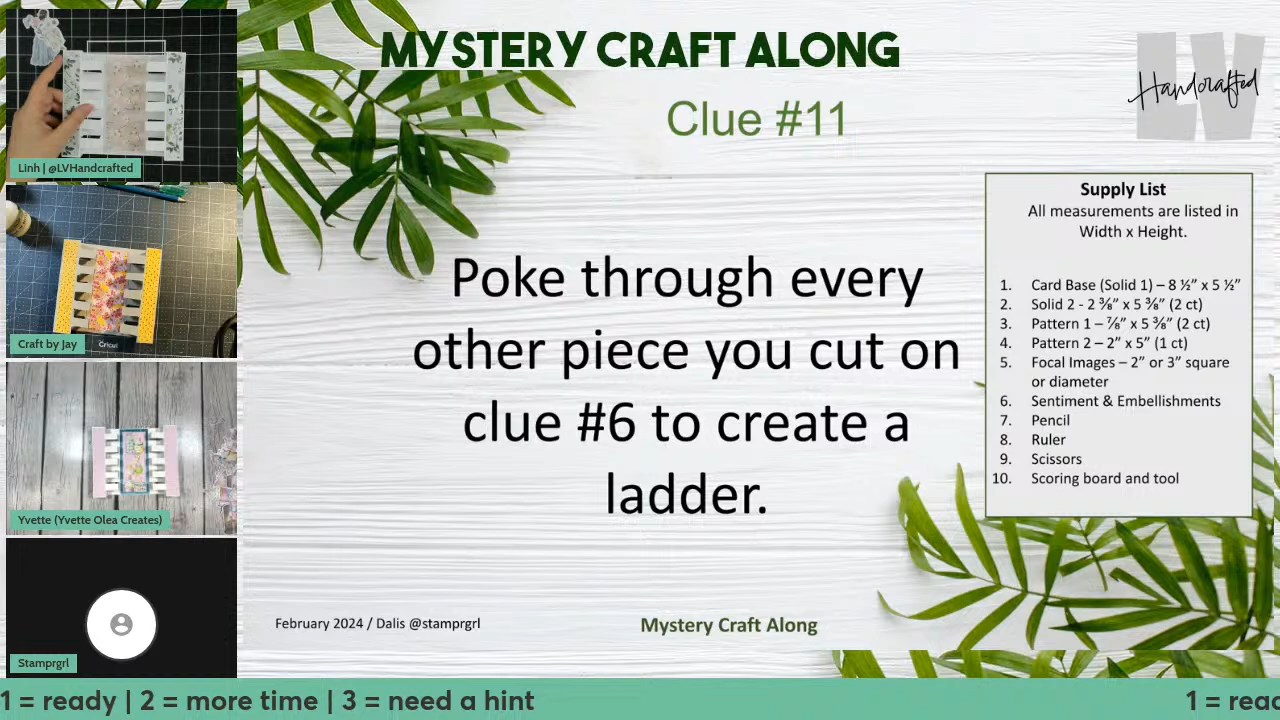 MYSTERY CRAFT ALONG
Clue #11
Handcrafted
Linh | @LVHandcrafted
Craft by Jay
Cricut
Yvette (Yvette Olea Creates)
Stamprgrl
Poke through every
other piece you cut on
clue #6 to create a
ladder.
Supply List
All measurements are listed in
Width x Height.
1. Card Base (Solid 1) – 8 ½” x 5 ½”
2. Solid 2 - 2 ⅜” x 5 ⅜” (2 ct)
3. Pattern 1 – ⅞” x 5 ⅜” (2 ct)
4. Pattern 2 – 2” x 5” (1 ct)
5. Focal Images – 2” or 3” square
or diameter
6. Sentiment & Embellishments
7. Pencil
8. Ruler
9. Scissors
10. Scoring board and tool
February 2024 / Dalis @stamprgrl
Mystery Craft Along
1 = ready | 2 = more time | 3 = need a hint
1 = read